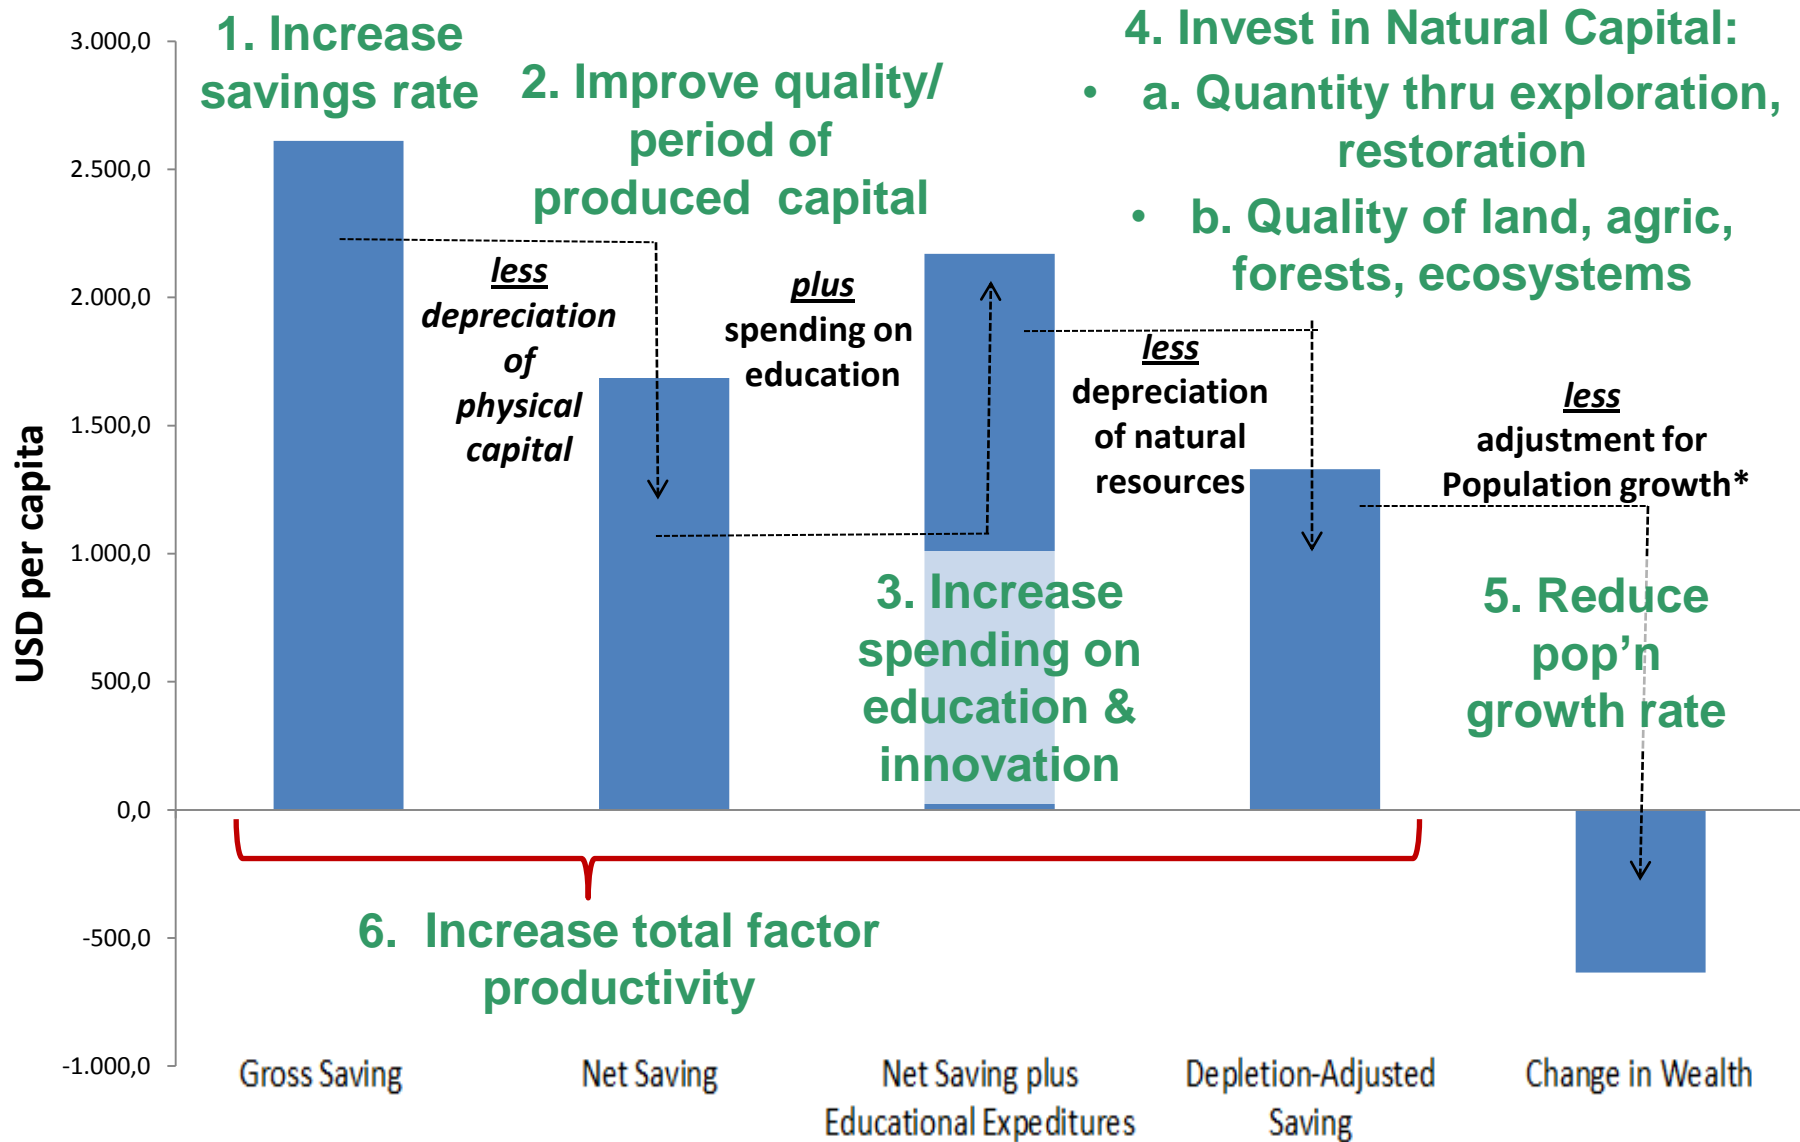 1. Increase
savings rate
2. Improve quality/
period of
produced  capital
4. Invest in Natural Capital:
• a. Quantity thru exploration,
restoration
• b. Quality of land, agric,
forests, ecosystems
USD per capita
3.000,0
2.500,0
2.000,0
1.500,0
1.000,0
500,0
0,0
-500,0
-1.000,0
less
depreciation
of
physical
capital
plus
spending on
education
less
depreciation
of natural
resources
less
adjustment for
Population growth*
3. Increase
spending on
education &
innovation
5. Reduce
pop’n
growth rate
6.  Increase total factor
productivity
Gross Saving
Net Saving
Net Saving plus
Educational Expeditures
Depletion-Adjusted
Saving
Change in Wealth